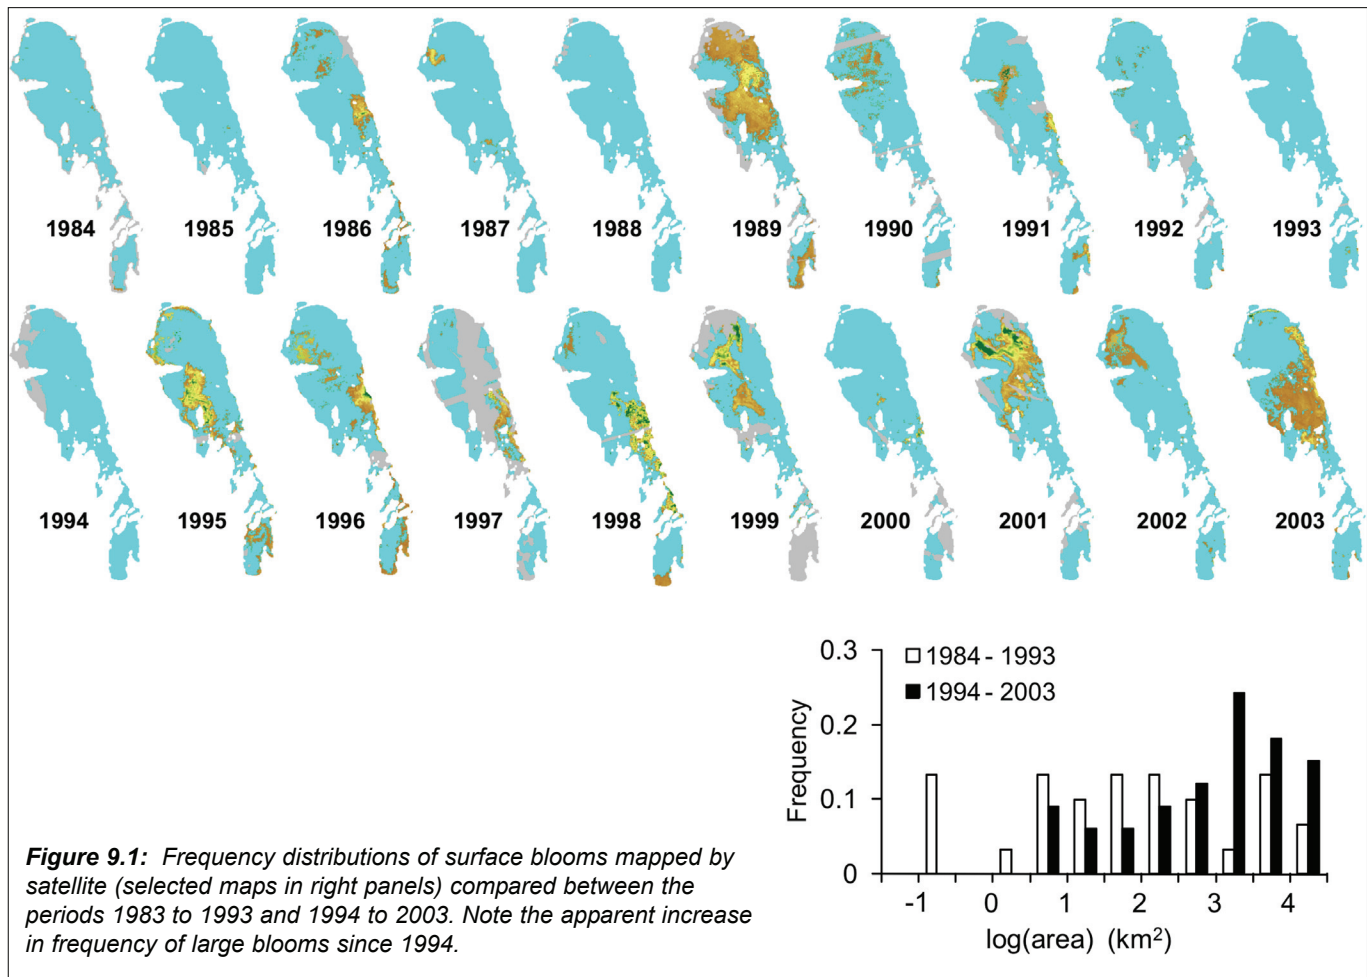 1984 1985 1986 1987 1988 1989 1990 1991 1992 1993
1994 1995 1996 1997 1998 1999 2000 2001 2002 2003
0.3
0.2
0.1
0
Frequency
1984 - 1993
1994 - 2003
-1 0 1 2 3 4
log(area) (km²)
Figure 9.1: Frequency distributions of surface blooms mapped by
satellite (selected maps in right panels) compared between the
periods 1983 to 1993 and 1994 to 2003. Note the apparent increase
in frequency of large blooms since 1994.